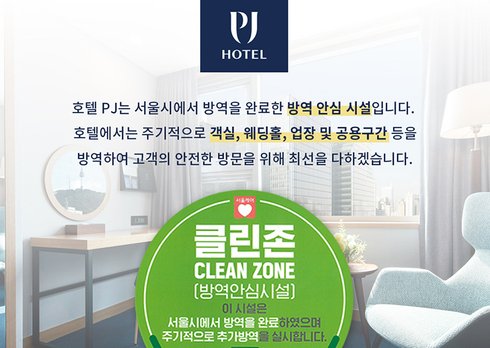 PJ
HOTEL
호텔 PJ는 서울시에서 방역을 완료한 방역 안심 시설입니다.
호텔에서는 주기적으로 객실, 웨딩홀, 업장 및 공용구간 등을
방역하여 고객의 안전한 방문을 위해 최선을 다하겠습니다.
서울케어
클린존
CLEAN ZONE
(방역안심시설)
이 시설은
서울시에서 방역을 완료하였으며
주기적으로 추가방역을 실시합니다.